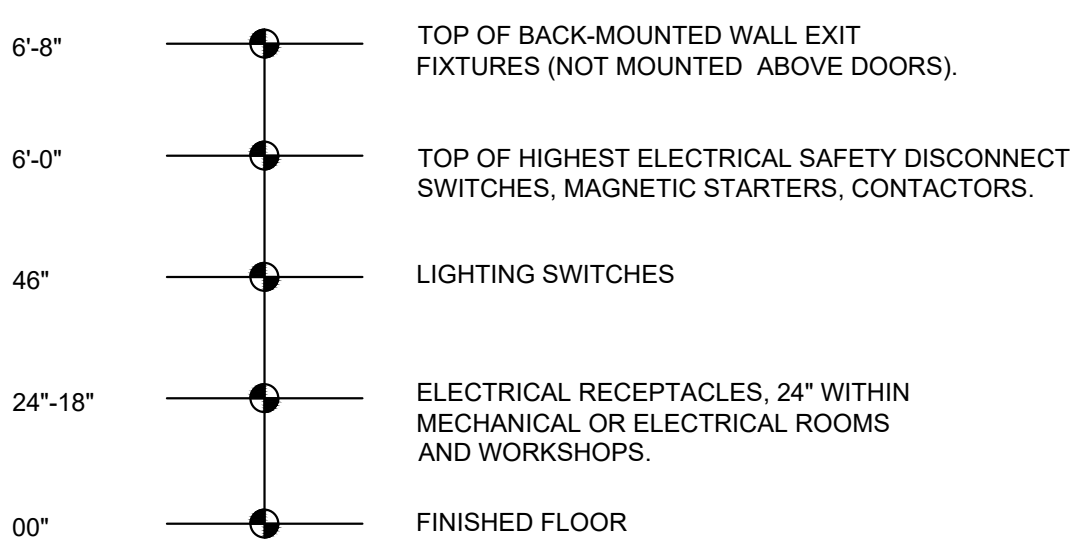 6'-8" TOP OF BACK-MOUNTED WALL EXIT
FIXTURES (NOT MOUNTED ABOVE DOORS).
6'-0" TOP OF HIGHEST ELECTRICAL SAFETY DISCONNECT
SWITCHES, MAGNETIC STARTERS, CONTACTORS.
46" LIGHTING SWITCHES
24"-18" ELECTRICAL RECEPTACLES, 24" WITHIN
MECHANICAL OR ELECTRICAL ROOMS
AND WORKSHOPS.
00" FINISHED FLOOR